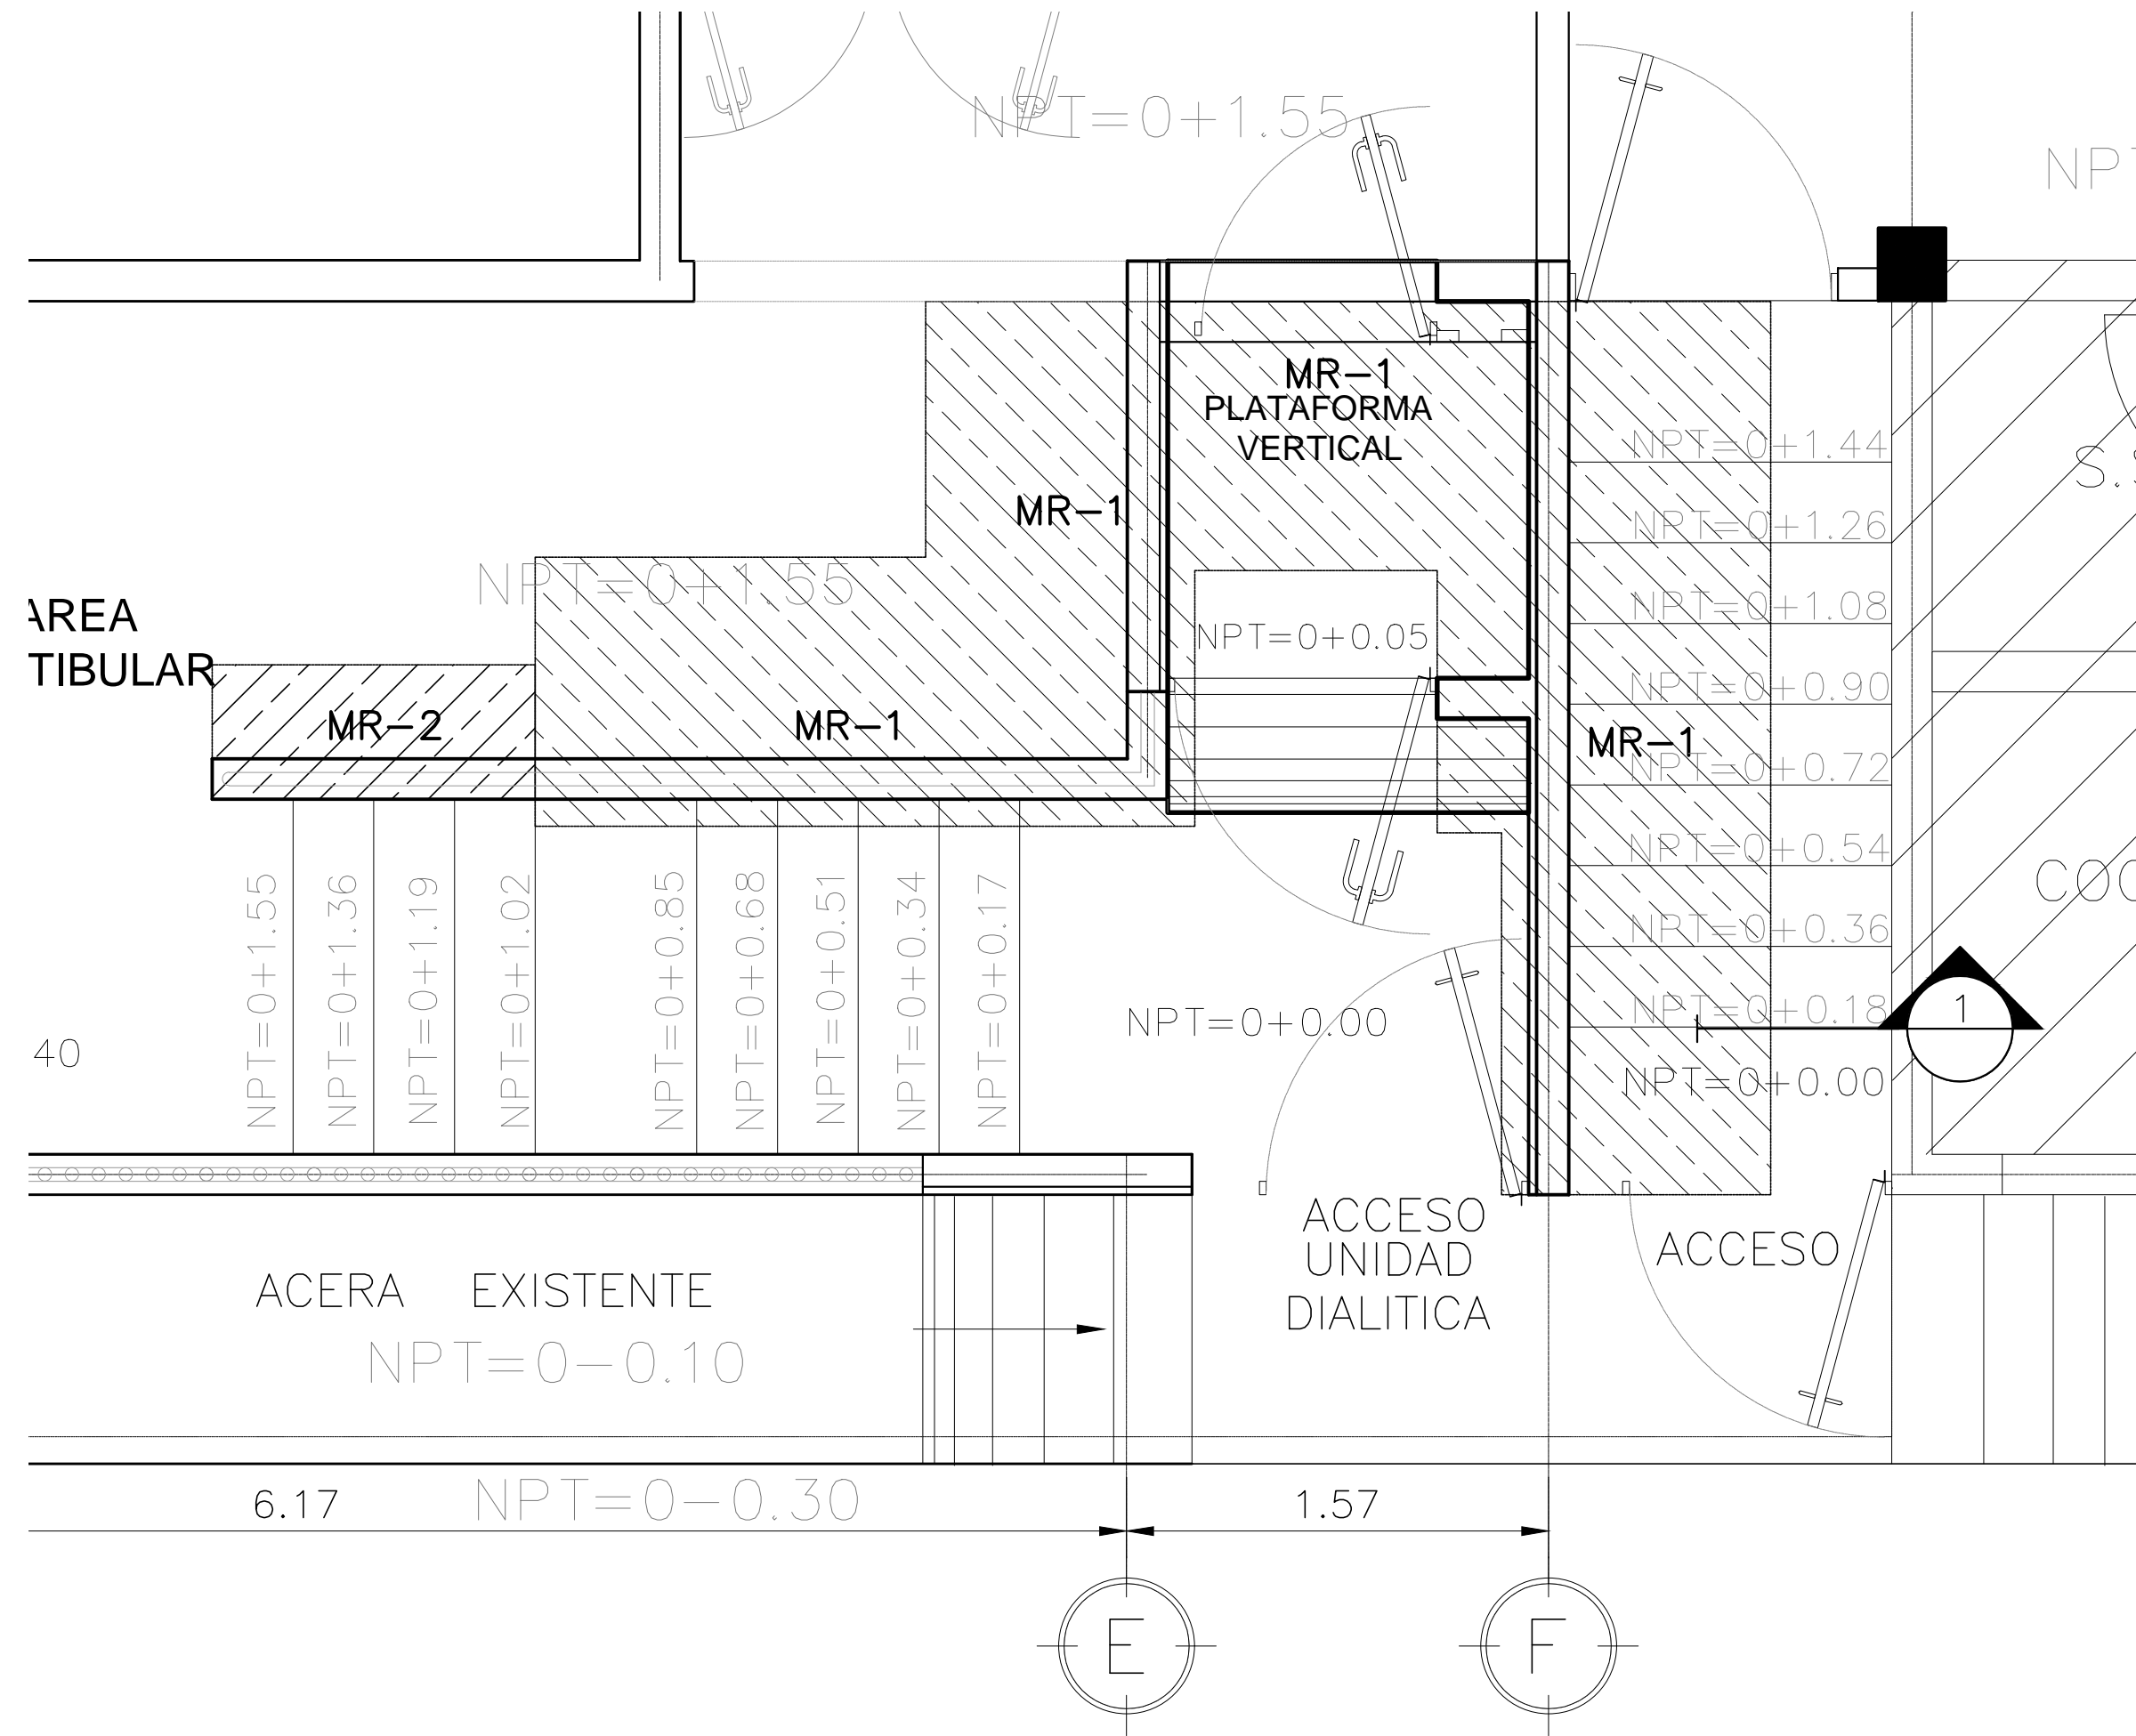 NPT=0+1.55
NPT
MR-1
PLATAFORMA
VERTICAL
NPT=0+1.44
S.S
MR-1
NPT=0+1.26
NPT=0+1.55
NPT=0+1.08
AREA
TIBULAR
NPT=0+0.05
NPT=0+0.90
MR-2
MR-1
MR-1
NPT=0+0.72
NPT=0+0.54
COC
NPT=0+1.55
NPT=0+1.36
NPT=0+1.19
NPT=0+1.02
NPT=0+0.85
NPT=0+0.68
NPT=0+0.51
NPT=0+0.34
NPT=0+0.17
NPT=0+0.36
NPT=0+0.18
1
NPT=0+0.00
40
NPT=0+0.00
ACCESO
UNIDAD
DIALITICA
ACCESO
ACERA EXISTENTE
NPT=0-0.10
6.17
NPT=0-0.30
1.57
E
F